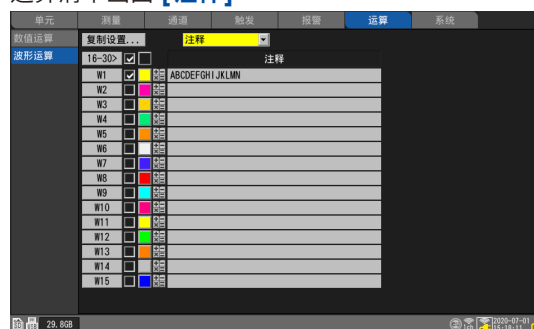 运算清单画面 [注释]
单元 测量 通道 触发 报警 运算 系统
数值运算 复制设置... 注释
波形运算 16-30> 注释
W1 ABCDEFGHIJKLMN
W2
W3
W4
W5
W6
W7
W8
W9
W10
W11
W12
W13
W14
W15
29.8GB 2020-07-01